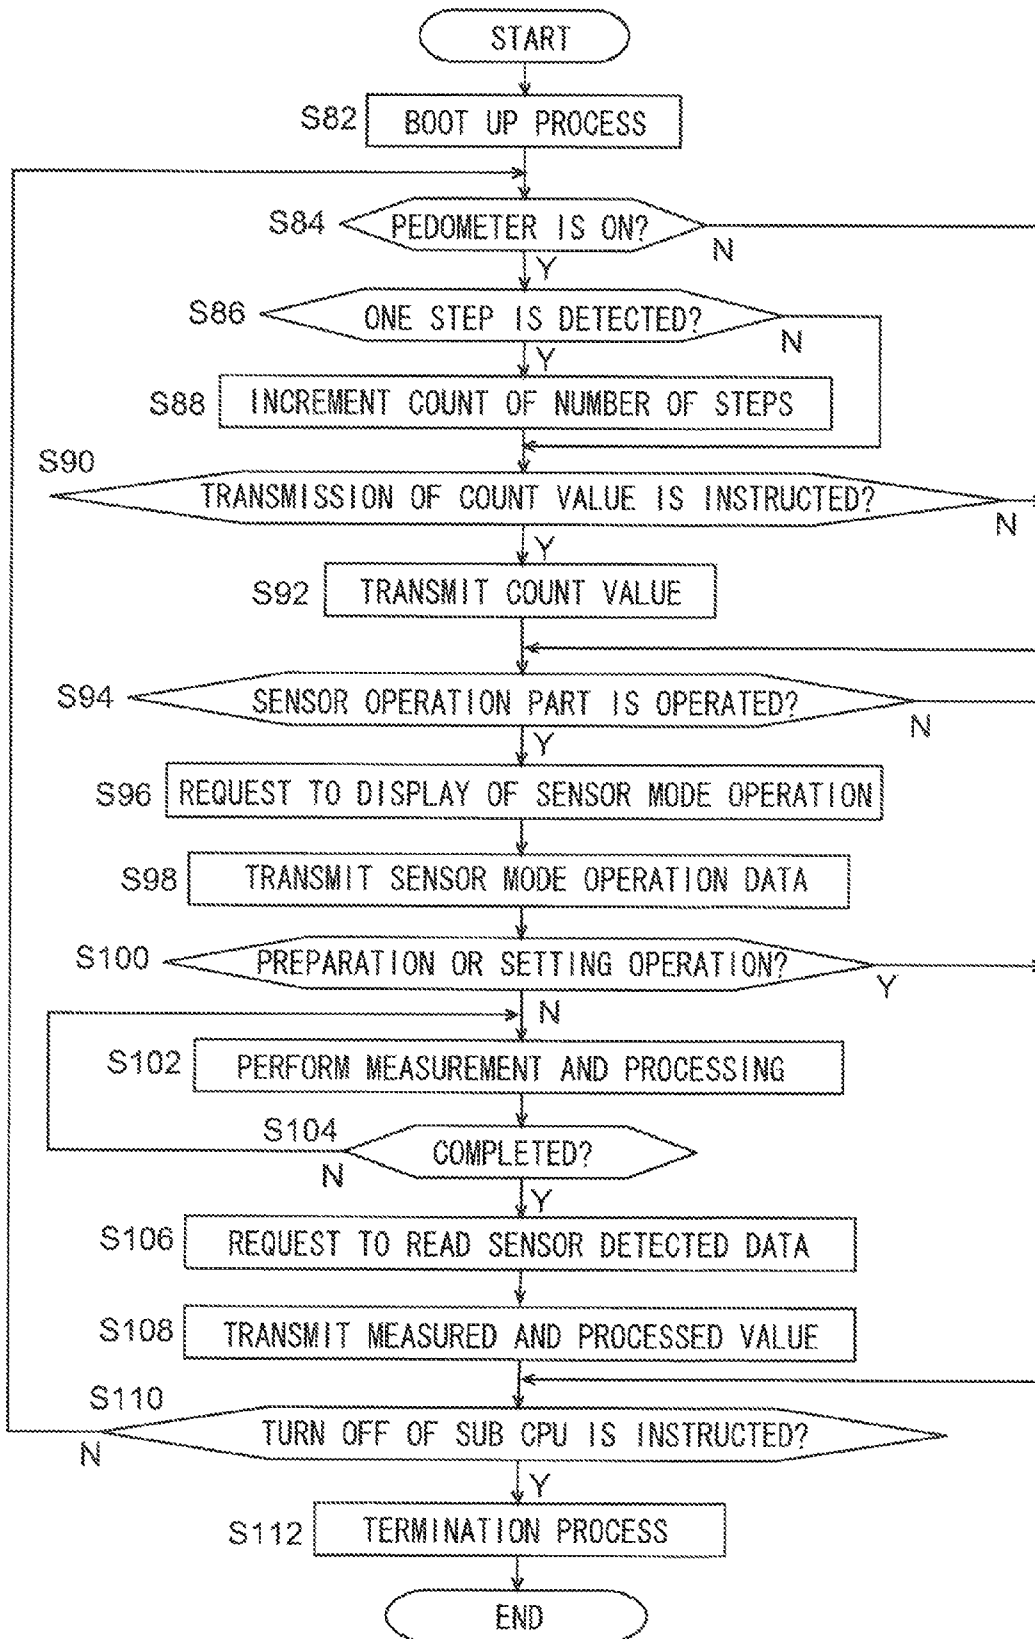 START
S82 BOOT UP PROCESS
S84 PEDOMETER IS ON?
N
Y
S86 ONE STEP IS DETECTED?
N
Y
S88 INCREMENT COUNT OF NUMBER OF STEPS
S90
TRANSMISSION OF COUNT VALUE IS INSTRUCTED?
N
Y
S92 TRANSMIT COUNT VALUE
S94 SENSOR OPERATION PART IS OPERATED?
N
Y
S96 REQUEST TO DISPLAY OF SENSOR MODE OPERATION
S98 TRANSMIT SENSOR MODE OPERATION DATA
S100 PREPARATION OR SETTING OPERATION?
Y
N
S102 PERFORM MEASUREMENT AND PROCESSING
S104
COMPLETED?
N
Y
S106 REQUEST TO READ SENSOR DETECTED DATA
S108 TRANSMIT MEASURED AND PROCESSED VALUE
S110
TURN OFF OF SUB CPU IS INSTRUCTED?
N
Y
S112 TERMINATION PROCESS
END